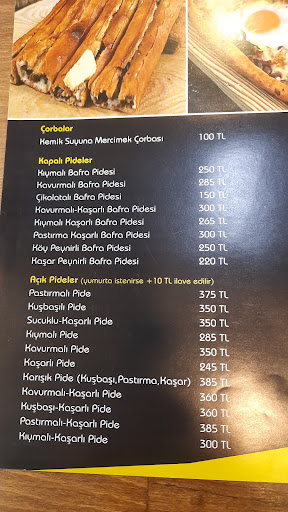 Çorbalar
Kemik Suyuna Mercimek Çorbası 100 TL
Kapalı Pideler
Kıymalı Bafra Pidesi 250 TL
Kavurmalı Bafra Pidesi 285 TL
Çikolatalı Bafra Pidesi 150 TL
Kavurmalı-Kaşarlı Bafra Pidesi 300 TL
Kıymalı Kaşarlı Bafra Pidesi 265 TL
Pastırma Kaşarlı Bafra Pidesi 300 TL
Köy Peynirli Bafra Pidesi 250 TL
Kaşar Peynirli Bafra Pidesi 220 TL
Açık Pideler (yumurta istenirse +10 TL ilave edilir)
Pastırmalı Pide 375 TL
Kuşbaşılı Pide 350 TL
Sucuklu-Kaşarlı Pide 350 TL
Kıymalı Pide 285 TL
Kavurmalı Pide 350 TL
Kaşarlı Pide 245 TL
Karışık Pide (Kuşbaşı,Pastırma,Kaşar) 385 TL
Kavurmalı-Kaşarlı Pide 360 TL
Kuşbaşı-Kaşarlı Pide 360 TL
Pastırmalı-Kaşarlı Pide 385 TL
Kıymalı-Kaşarlı Pide 300 TL